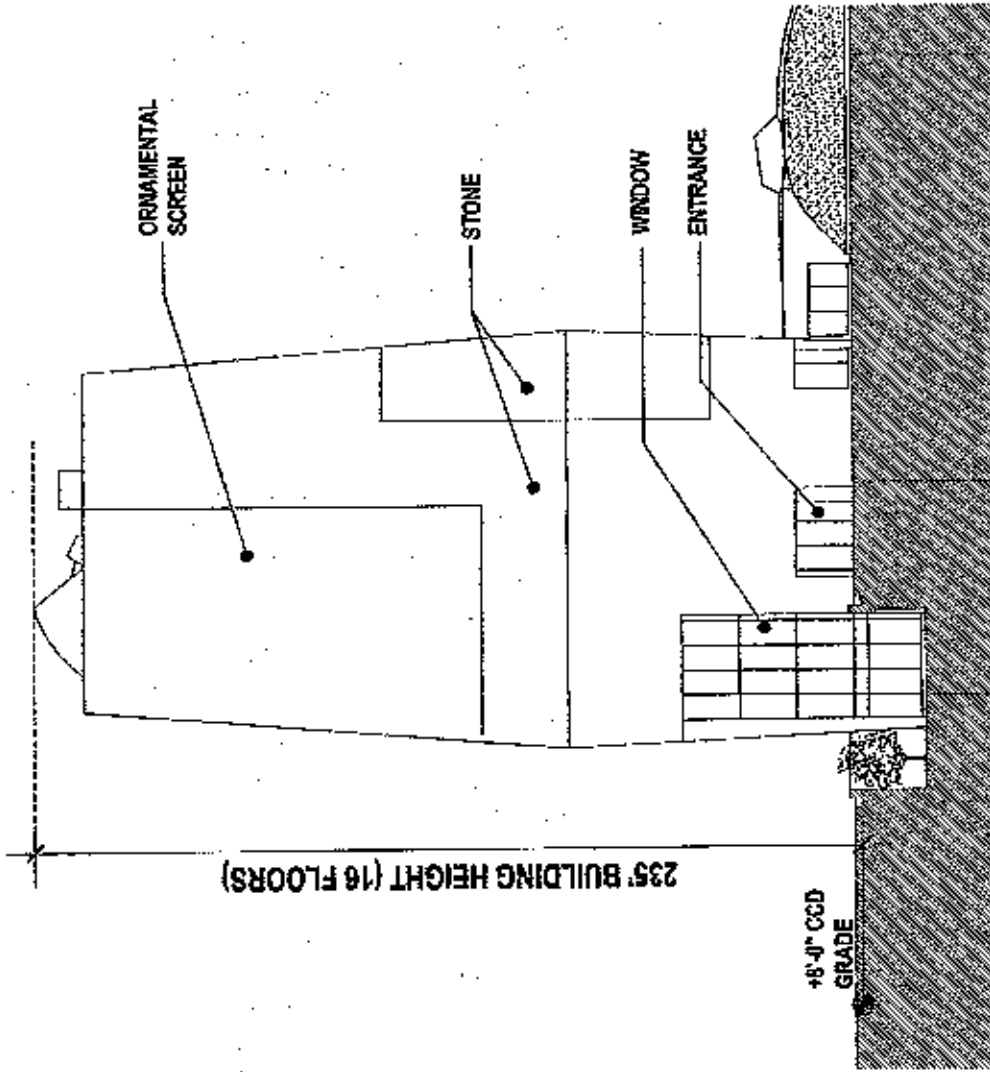 ORNAMENTAL
SCREEN
STONE
WINDOW
ENTRANCE
235' BUILDING HEIGHT (16 FLOORS)
+6'-0" CCD
GRADE